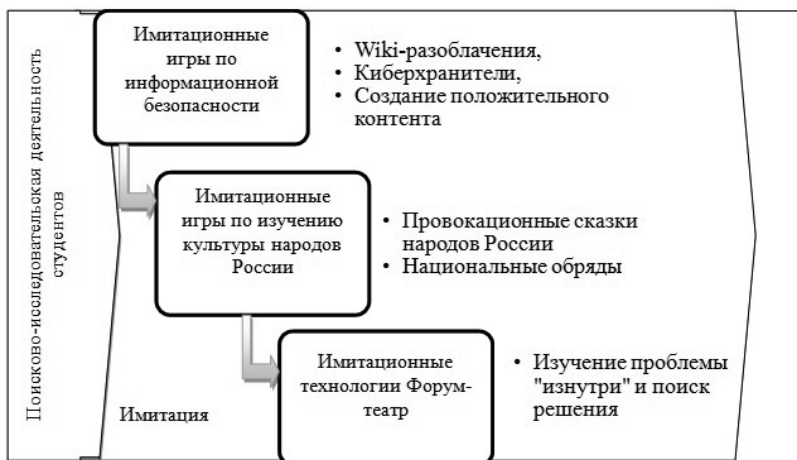 Поисково-исследовательская деятельность
студентов
Имитационные
игры по
информационной
безопасности
• Wiki-разоблачения,
• Киберхранители,
• Создание положительного
контента
Имитационные
игры по изучению
культуры народов
России
• Провокационные сказки
народов России
• Национальные обряды
Имитационные
технологии Форум-
театр
• Изучение проблемы
"изнутри" и поиск
решения
Имитация